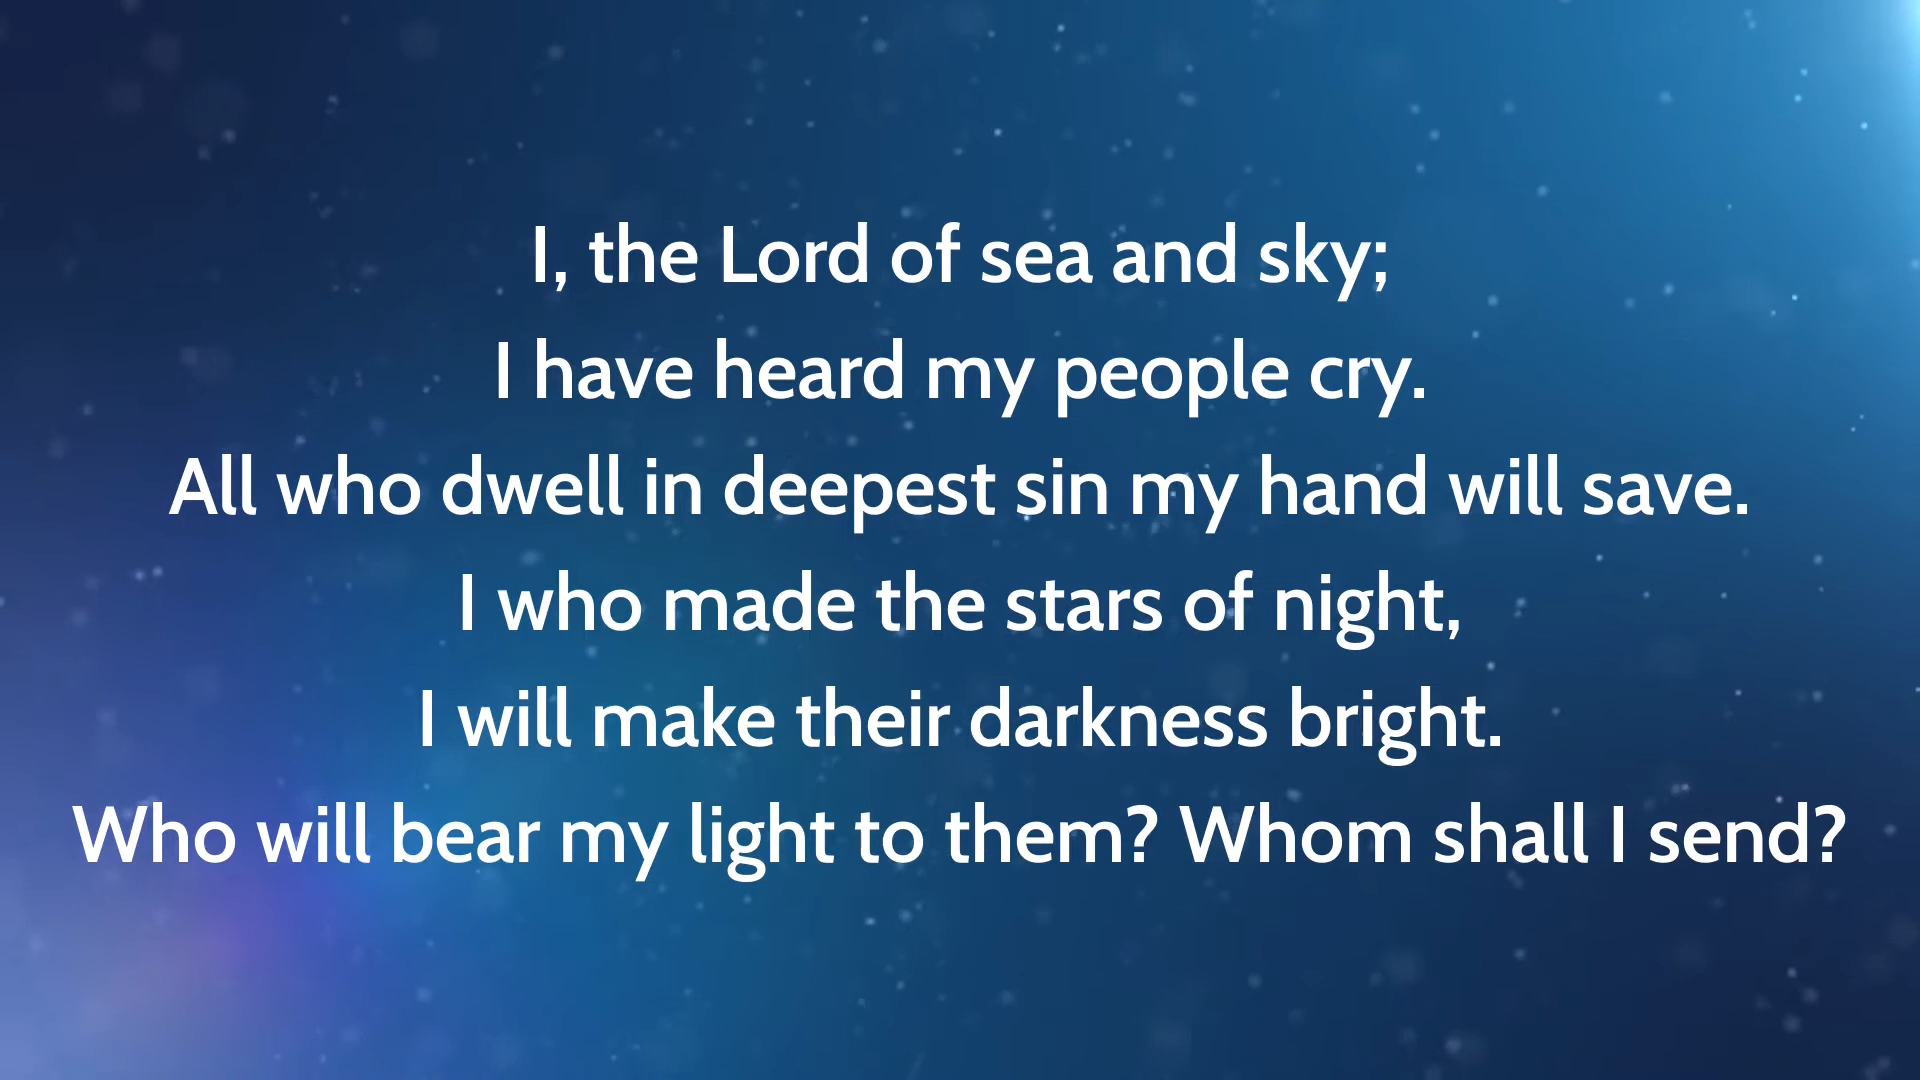 I, the Lord of sea and sky;
I have heard my people cry.
All who dwell in deepest sin my hand will save.
I who made the stars of night,
I will make their darkness bright.
Who will bear my light to them? Whom shall I send?